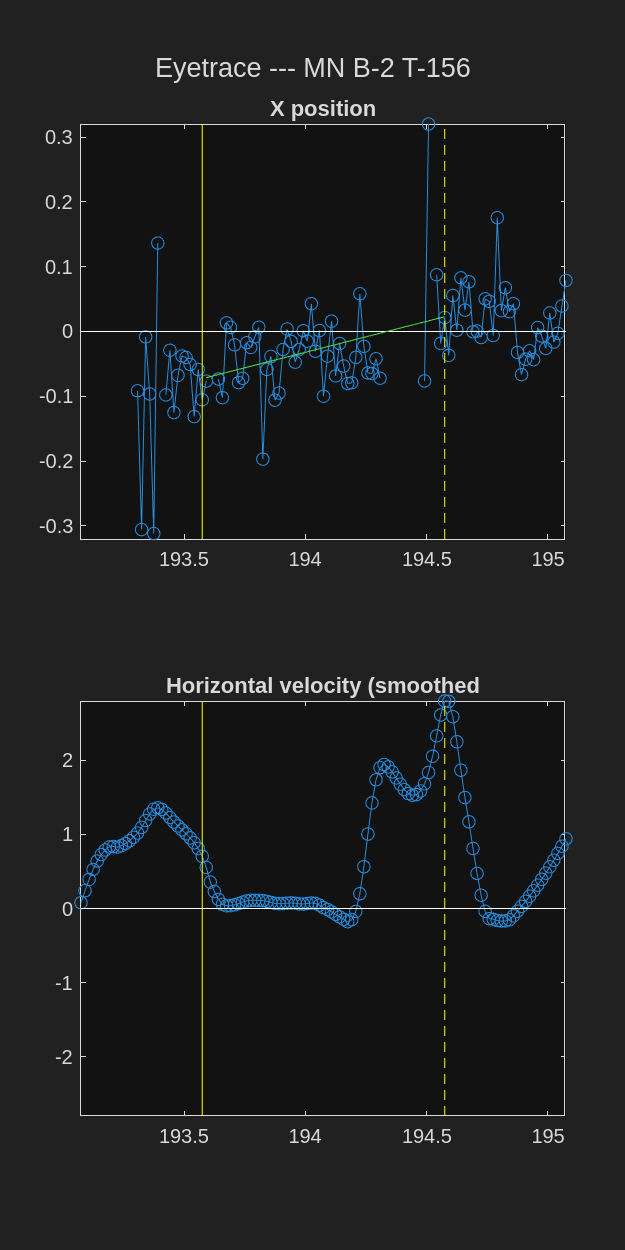 Eyetrace --- MN B-2 T-156
X position
0.3
0.2
0.1
0
-0.1
-0.2
-0.3
193.5 194 194.5 195
Horizontal velocity (smoothed
2
1
0
-1
-2
193.5 194 194.5 195